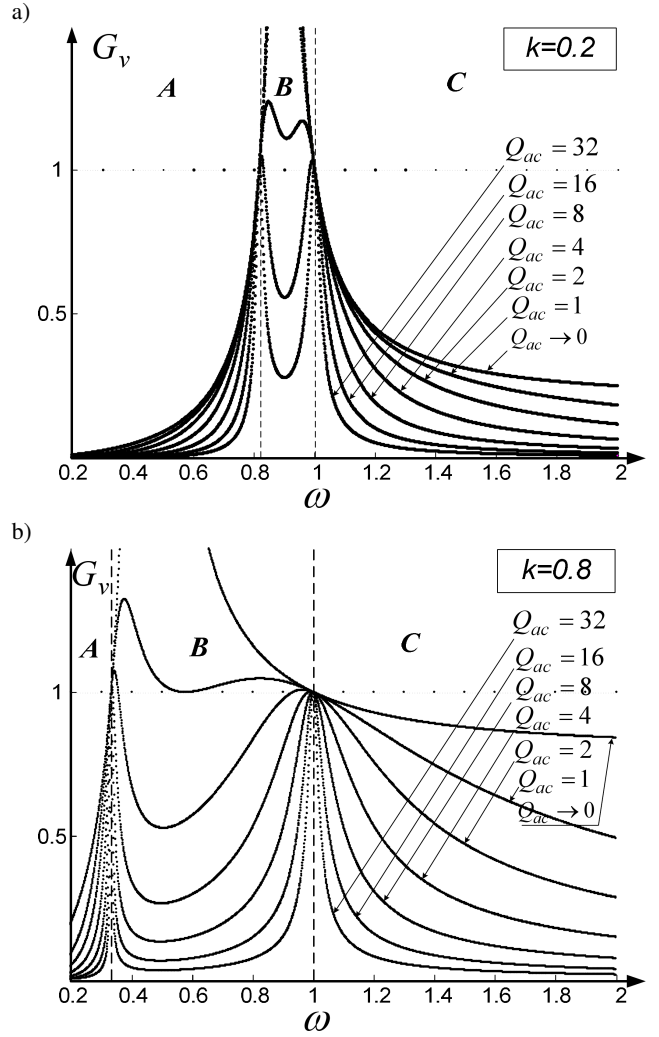 a)
G_v
k=0.2
A
B
C
Q_ac = 32
Q_ac = 16
Q_ac = 8
Q_ac = 4
Q_ac = 2
Q_ac = 1
Q_ac → 0
1
0.5
0.2 0.4 0.6 0.8 1 1.2 1.4 1.6 1.8 2
ω
b)
G_v
k=0.8
A
B
C
Q_ac = 32
Q_ac = 16
Q_ac = 8
Q_ac = 4
Q_ac = 2
Q_ac = 1
Q_ac → 0
1
0.5
0.2 0.4 0.6 0.8 1 1.2 1.4 1.6 1.8 2
ω